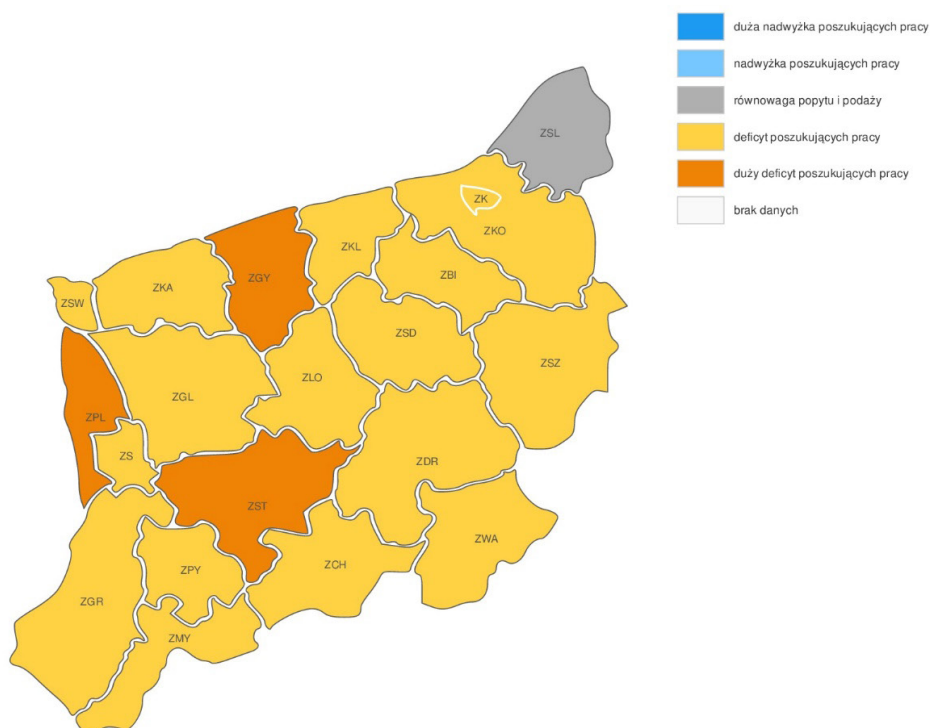 duża nadwyżka poszukujących pracy
nadwyżka poszukujących pracy
równowaga popytu i podaży
deficyt poszukujących pracy
duży deficyt poszukujących pracy
brak danych
ZSL
ZK
ZKO
ZKL
ZGY
ZBI
ZKA
ZSW
ZSD
ZSZ
ZLO
ZGL
ZPL
ZS
ZDR
ZST
ZWA
ZCH
ZPY
ZGR
ZMY